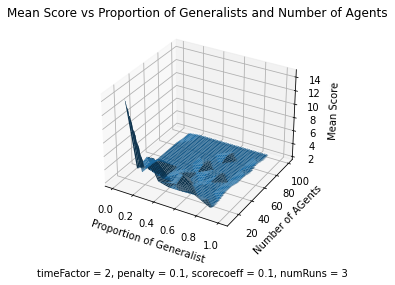 Mean Score vs Proportion of Generalists and Number of Agents
14
12
10
8
6
4
2
Mean Score
0.0 0.2 0.4 0.6 0.8 1.0
Proportion of Generalist
20 40 60 80 100
Number of AGents
timeFactor = 2, penalty = 0.1, scorecoeff = 0.1, numRuns = 3